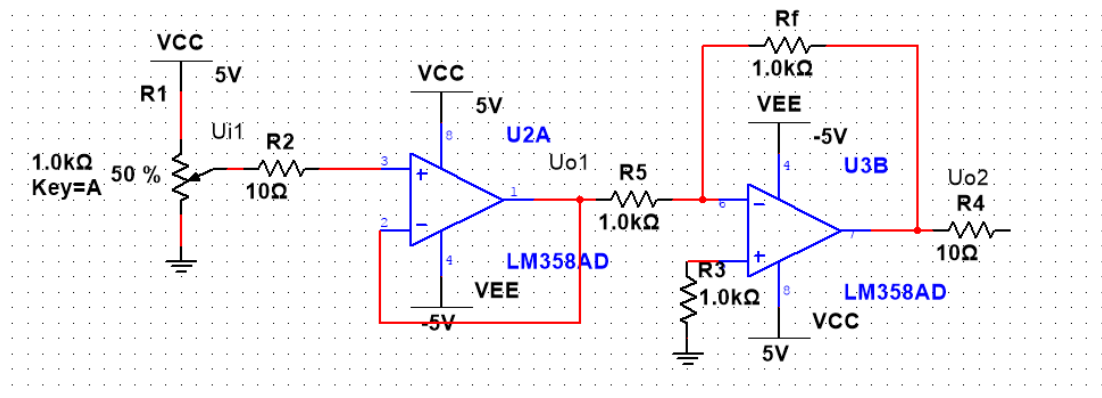 VCC
5V
R1
1.0kΩ
Key=A
50 %
Ui1
R2
10Ω
VCC
5V
8
U2A
3
2
1
4
LM358AD
VEE
-5V
Uo1
R5
1.0kΩ
Rf
1.0kΩ
VEE
-5V
4
U3B
6
7
8
LM358AD
R3
1.0kΩ
VCC
5V
Uo2
R4
10Ω